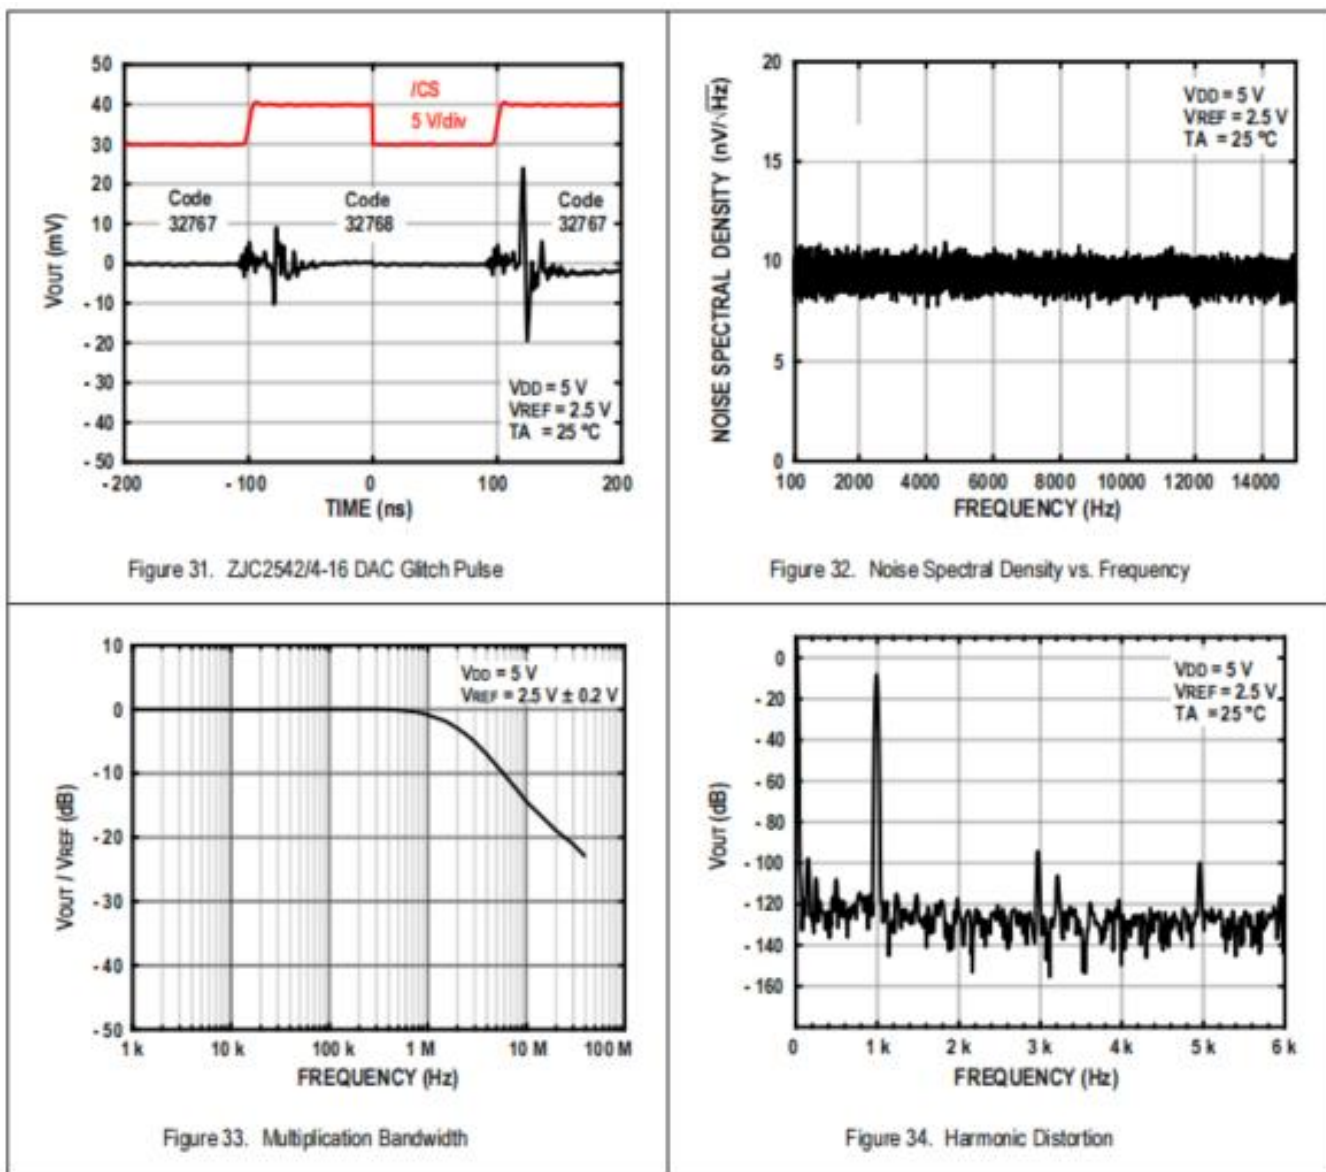 50
40
30
20
10
0
- 10
- 20
- 30
- 40
- 50
VOUT (mV)
/CS
5 V/div
Code
32767
Code
32768
Code
32767
VDD = 5 V
VREF = 2.5 V
TA = 25 ºC
- 200
- 100
0
100
200
TIME (ns)
Figure 31. ZJC2542/4-16 DAC Glitch Pulse
20
15
10
5
0
NOISE SPECTRAL DENSITY (nV/√Hz)
VDD = 5 V
VREF = 2.5 V
TA = 25 ºC
100
2000
4000
6000
8000
10000
12000
14000
FREQUENCY (Hz)
Figure 32. Noise Spectral Density vs. Frequency
10
0
- 10
- 20
- 30
- 40
- 50
VOUT / VREF (dB)
VDD = 5 V
VREF = 2.5 V ± 0.2 V
1 k
10 k
100 k
1 M
10 M
100 M
FREQUENCY (Hz)
Figure 33. Multiplication Bandwidth
0
- 20
- 40
- 60
- 80
- 100
- 120
- 140
- 160
VOUT (dB)
VDD = 5 V
VREF = 2.5 V
TA = 25 ºC
0
1 k
2 k
3 k
4 k
5 k
6 k
FREQUENCY (Hz)
Figure 34. Harmonic Distortion